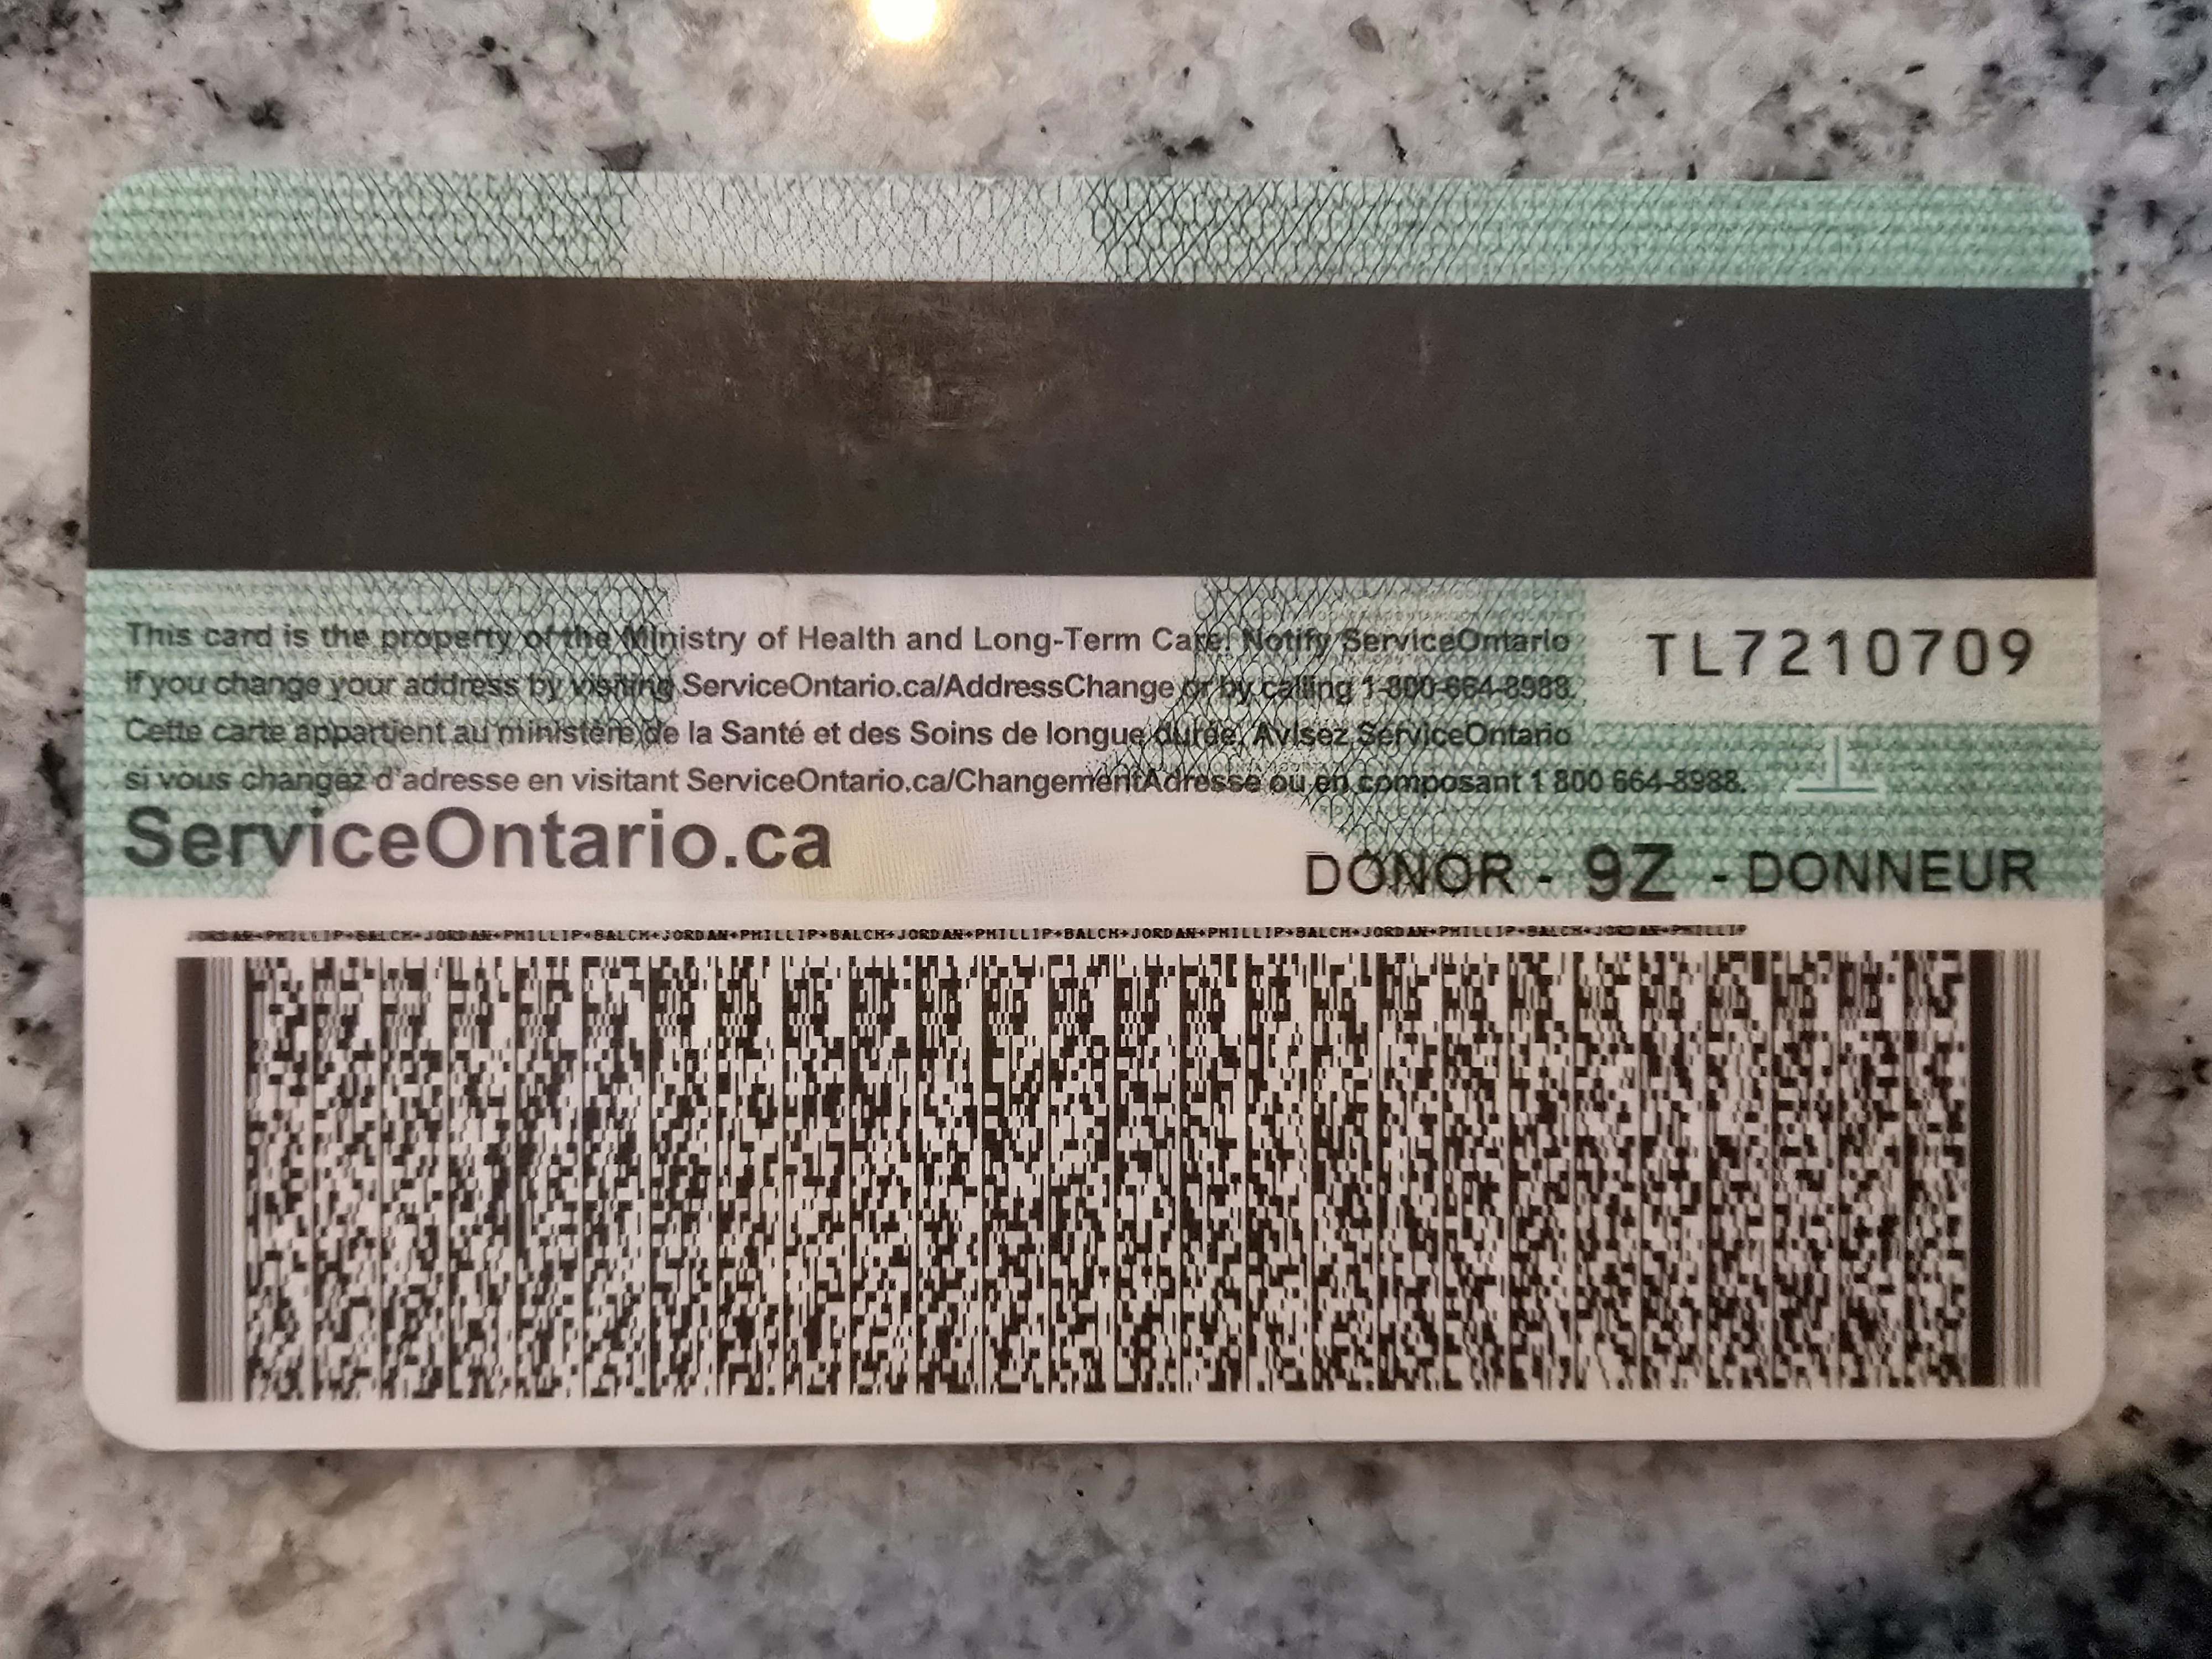 This card is the property of the Ministry of Health and Long-Term Care. Notify ServiceOntario
if you change your address by visiting ServiceOntario.ca/AddressChange or by calling 1-800-664-8988.
Cette carte appartient au ministère de la Santé et des Soins de longue durée. Avisez ServiceOntario
si vous changez d'adresse en visitant ServiceOntario.ca/ChangementAdresse ou en composant 1 800 664-8988.
TL7210709
ServiceOntario.ca
DONOR - 9Z - DONNEUR
JORDAN+PHILLIP+BALCH+JORDAN+PHILLIP+BALCH+JORDAN+PHILLIP+BALCH+JORDAN+PHILLIP+BALCH+JORDAN+PHILLIP+BALCH+JORDAN+PHILLIP+BALCH+JORDAN+PHILLIP